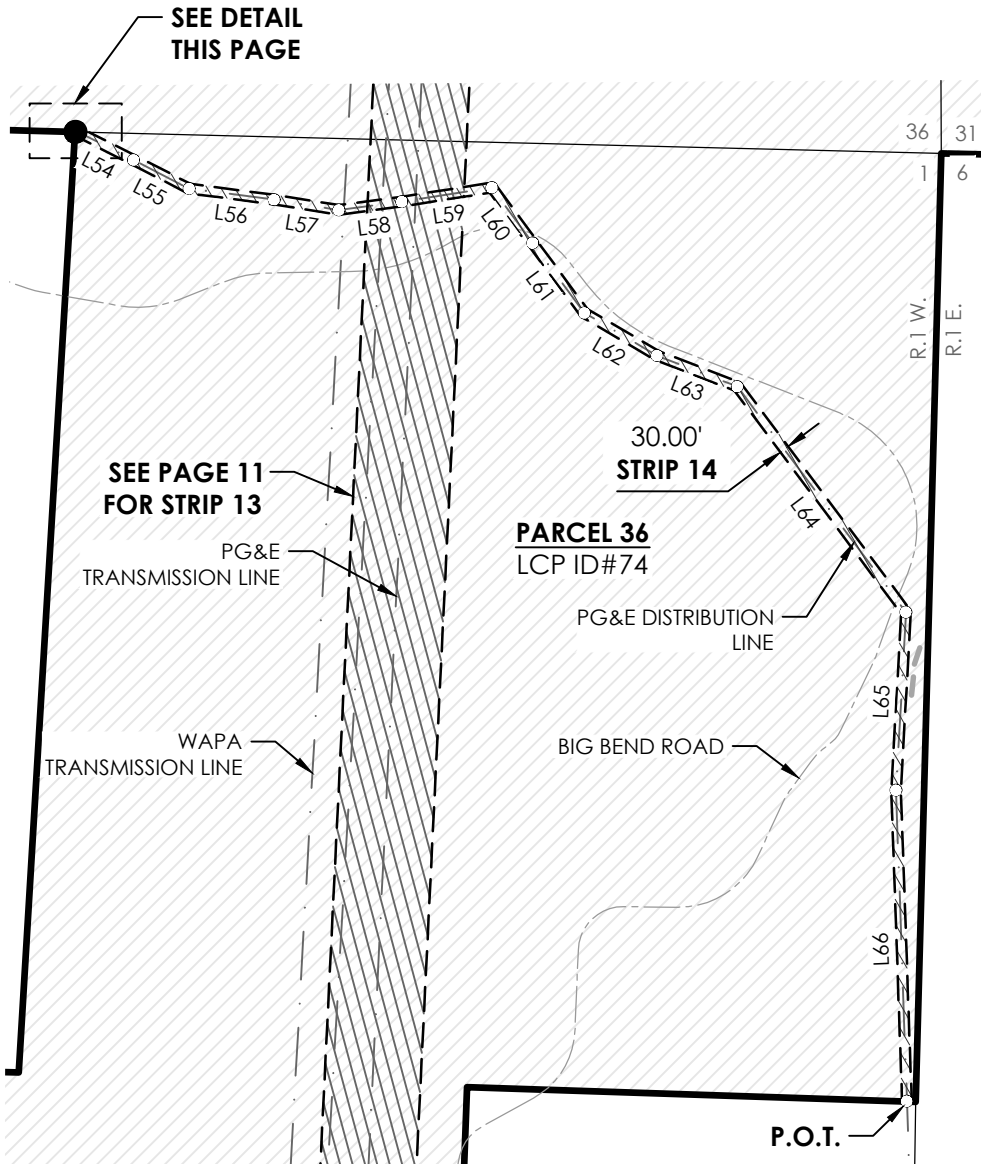 SEE DETAIL
THIS PAGE
36 31
1 6
L54
L55
L56
L57
L58
L59
L60
L61
L62
L63
R.1 W.
R.1 E.
30.00'
STRIP 14
SEE PAGE 11
FOR STRIP 13
L64
PARCEL 36
LCP ID#74
PG&E
TRANSMISSION LINE
PG&E DISTRIBUTION
LINE
L65
WAPA
TRANSMISSION LINE
BIG BEND ROAD
L66
P.O.T.